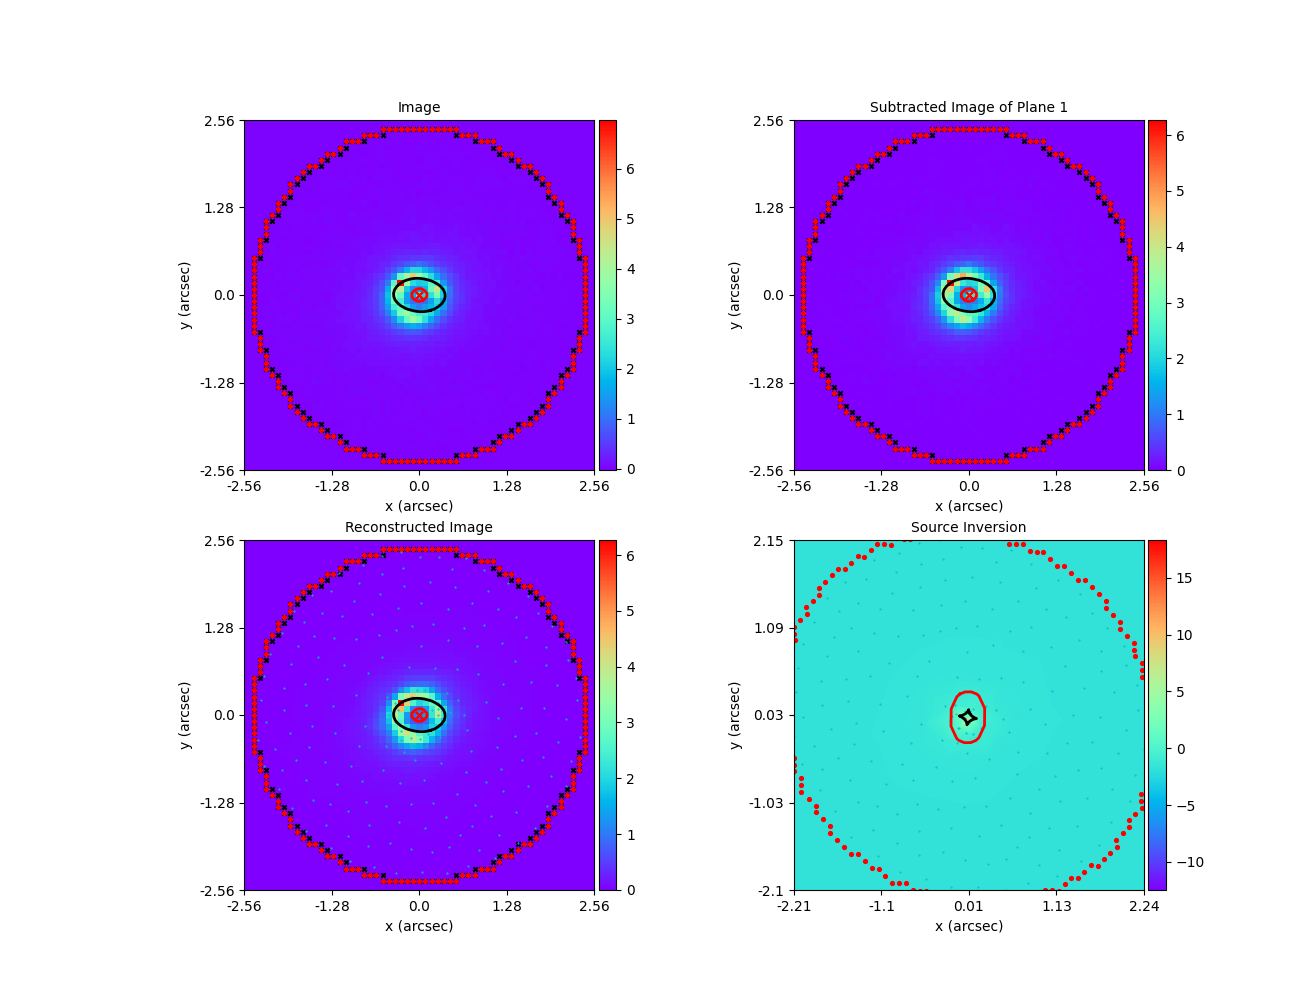 Image
Subtracted Image of Plane 1
2.56
1.28
0.0
-1.28
-2.56
y (arcsec)
-2.56 -1.28 0.0 1.28 2.56
x (arcsec)
6
5
4
3
2
1
0
2.56
1.28
0.0
-1.28
-2.56
y (arcsec)
-2.56 -1.28 0.0 1.28 2.56
x (arcsec)
6
5
4
3
2
1
0
Reconstructed Image
Source Inversion
2.56
1.28
0.0
-1.28
-2.56
y (arcsec)
-2.56 -1.28 0.0 1.28 2.56
x (arcsec)
6
5
4
3
2
1
0
2.15
1.09
0.03
-1.03
-2.1
y (arcsec)
-2.21 -1.1 0.01 1.13 2.24
x (arcsec)
15
10
5
0
−5
−10